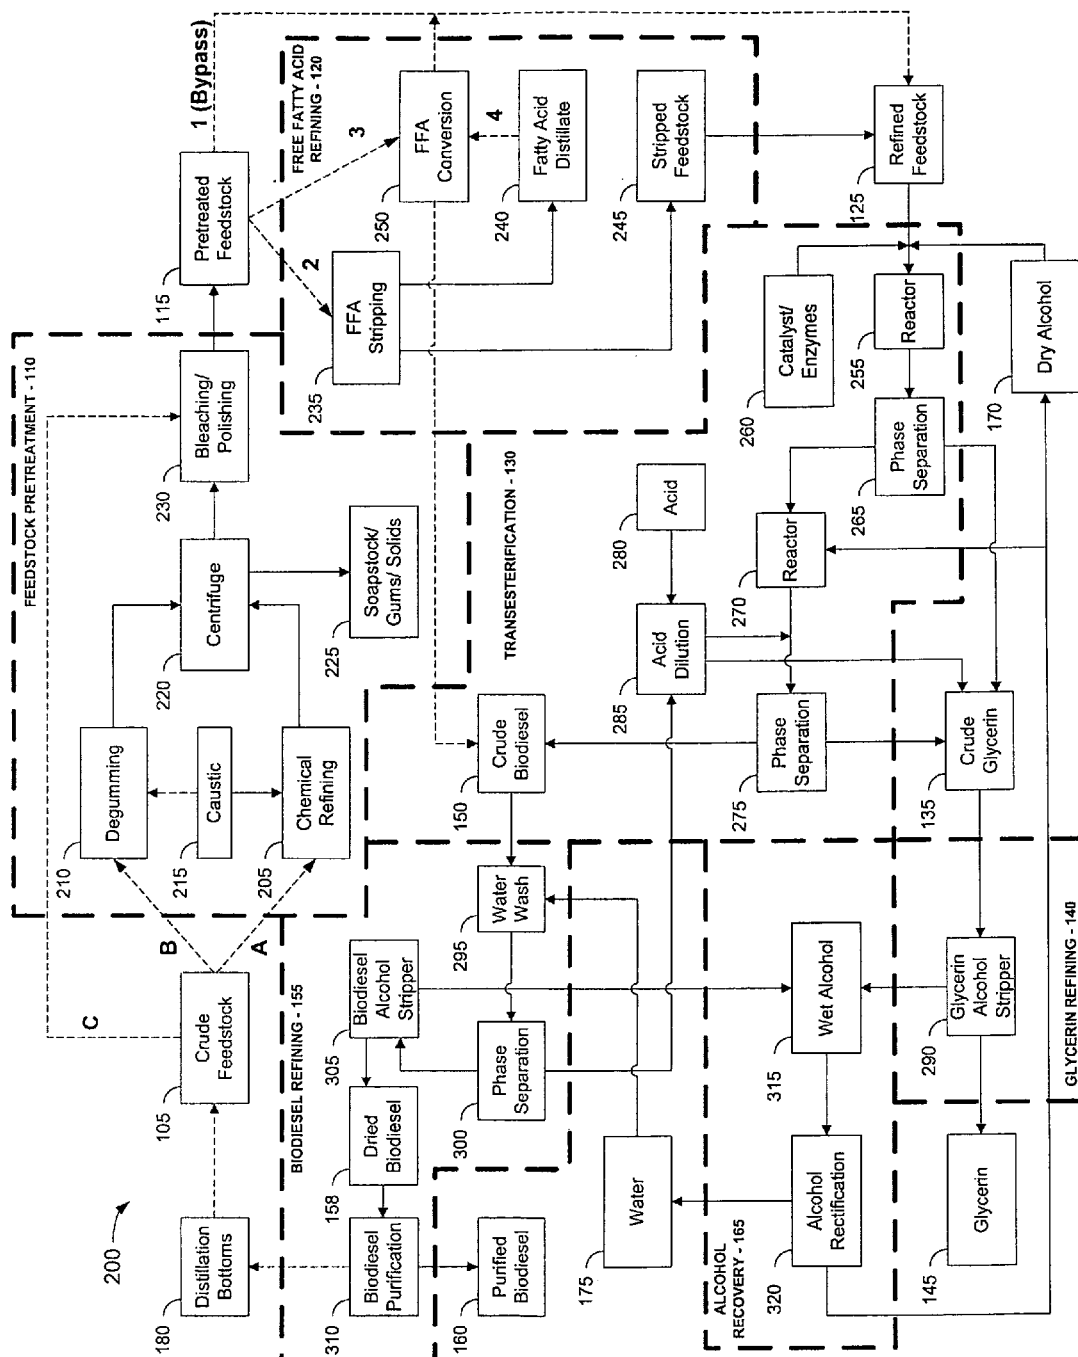 200
180
Distillation
Bottoms
105
Crude
Feedstock
C
B
A
FEEDSTOCK PRETREATMENT - 110
210
Degumming
215
Caustic
205
Chemical
Refining
220
Centrifuge
225
Soapstock/
Gums/ Solids
230
Bleaching/
Polishing
115
Pretreated
Feedstock
1 (Bypass)
2
3
FREE FATTY ACID
REFINING - 120
235
FFA
Stripping
250
FFA
Conversion
4
240
Fatty Acid
Distillate
245
Stripped
Feedstock
125
Refined
Feedstock
BIODIESEL REFINING - 155
310
Biodiesel
Purification
158
Dried
Biodiesel
305
Biodiesel
Alcohol
Stripper
160
Purified
Biodiesel
300
Phase
Separation
295
Water
Wash
150
Crude
Biodiesel
TRANSESTERIFICATION - 130
285
Acid
Dilution
280
Acid
260
Catalyst/
Enzymes
275
Phase
Separation
270
Reactor
265
Phase
Separation
255
Reactor
170
Dry Alcohol
175
Water
ALCOHOL
RECOVERY - 165
320
Alcohol
Rectification
315
Wet Alcohol
145
Glycerin
290
Glycerin
Alcohol
Stripper
135
Crude
Glycerin
GLYCERIN REFINING - 140